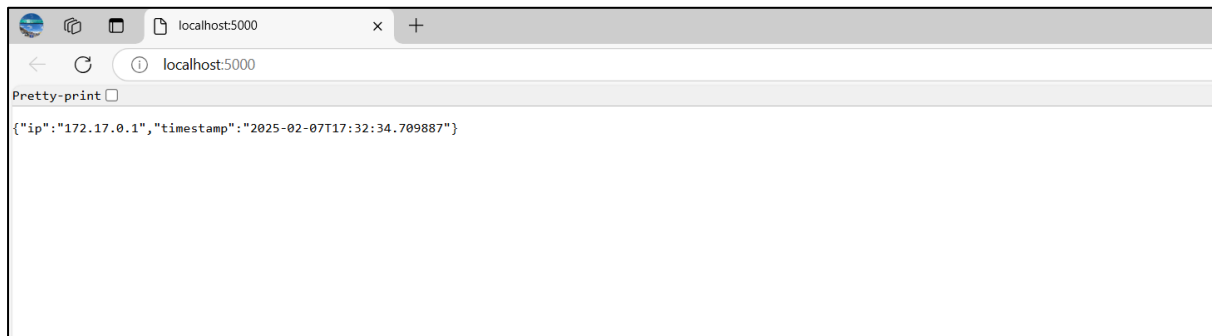 localhost:5000
localhost:5000
Pretty-print
{"ip":"172.17.0.1","timestamp":"2025-02-07T17:32:34.709887"}